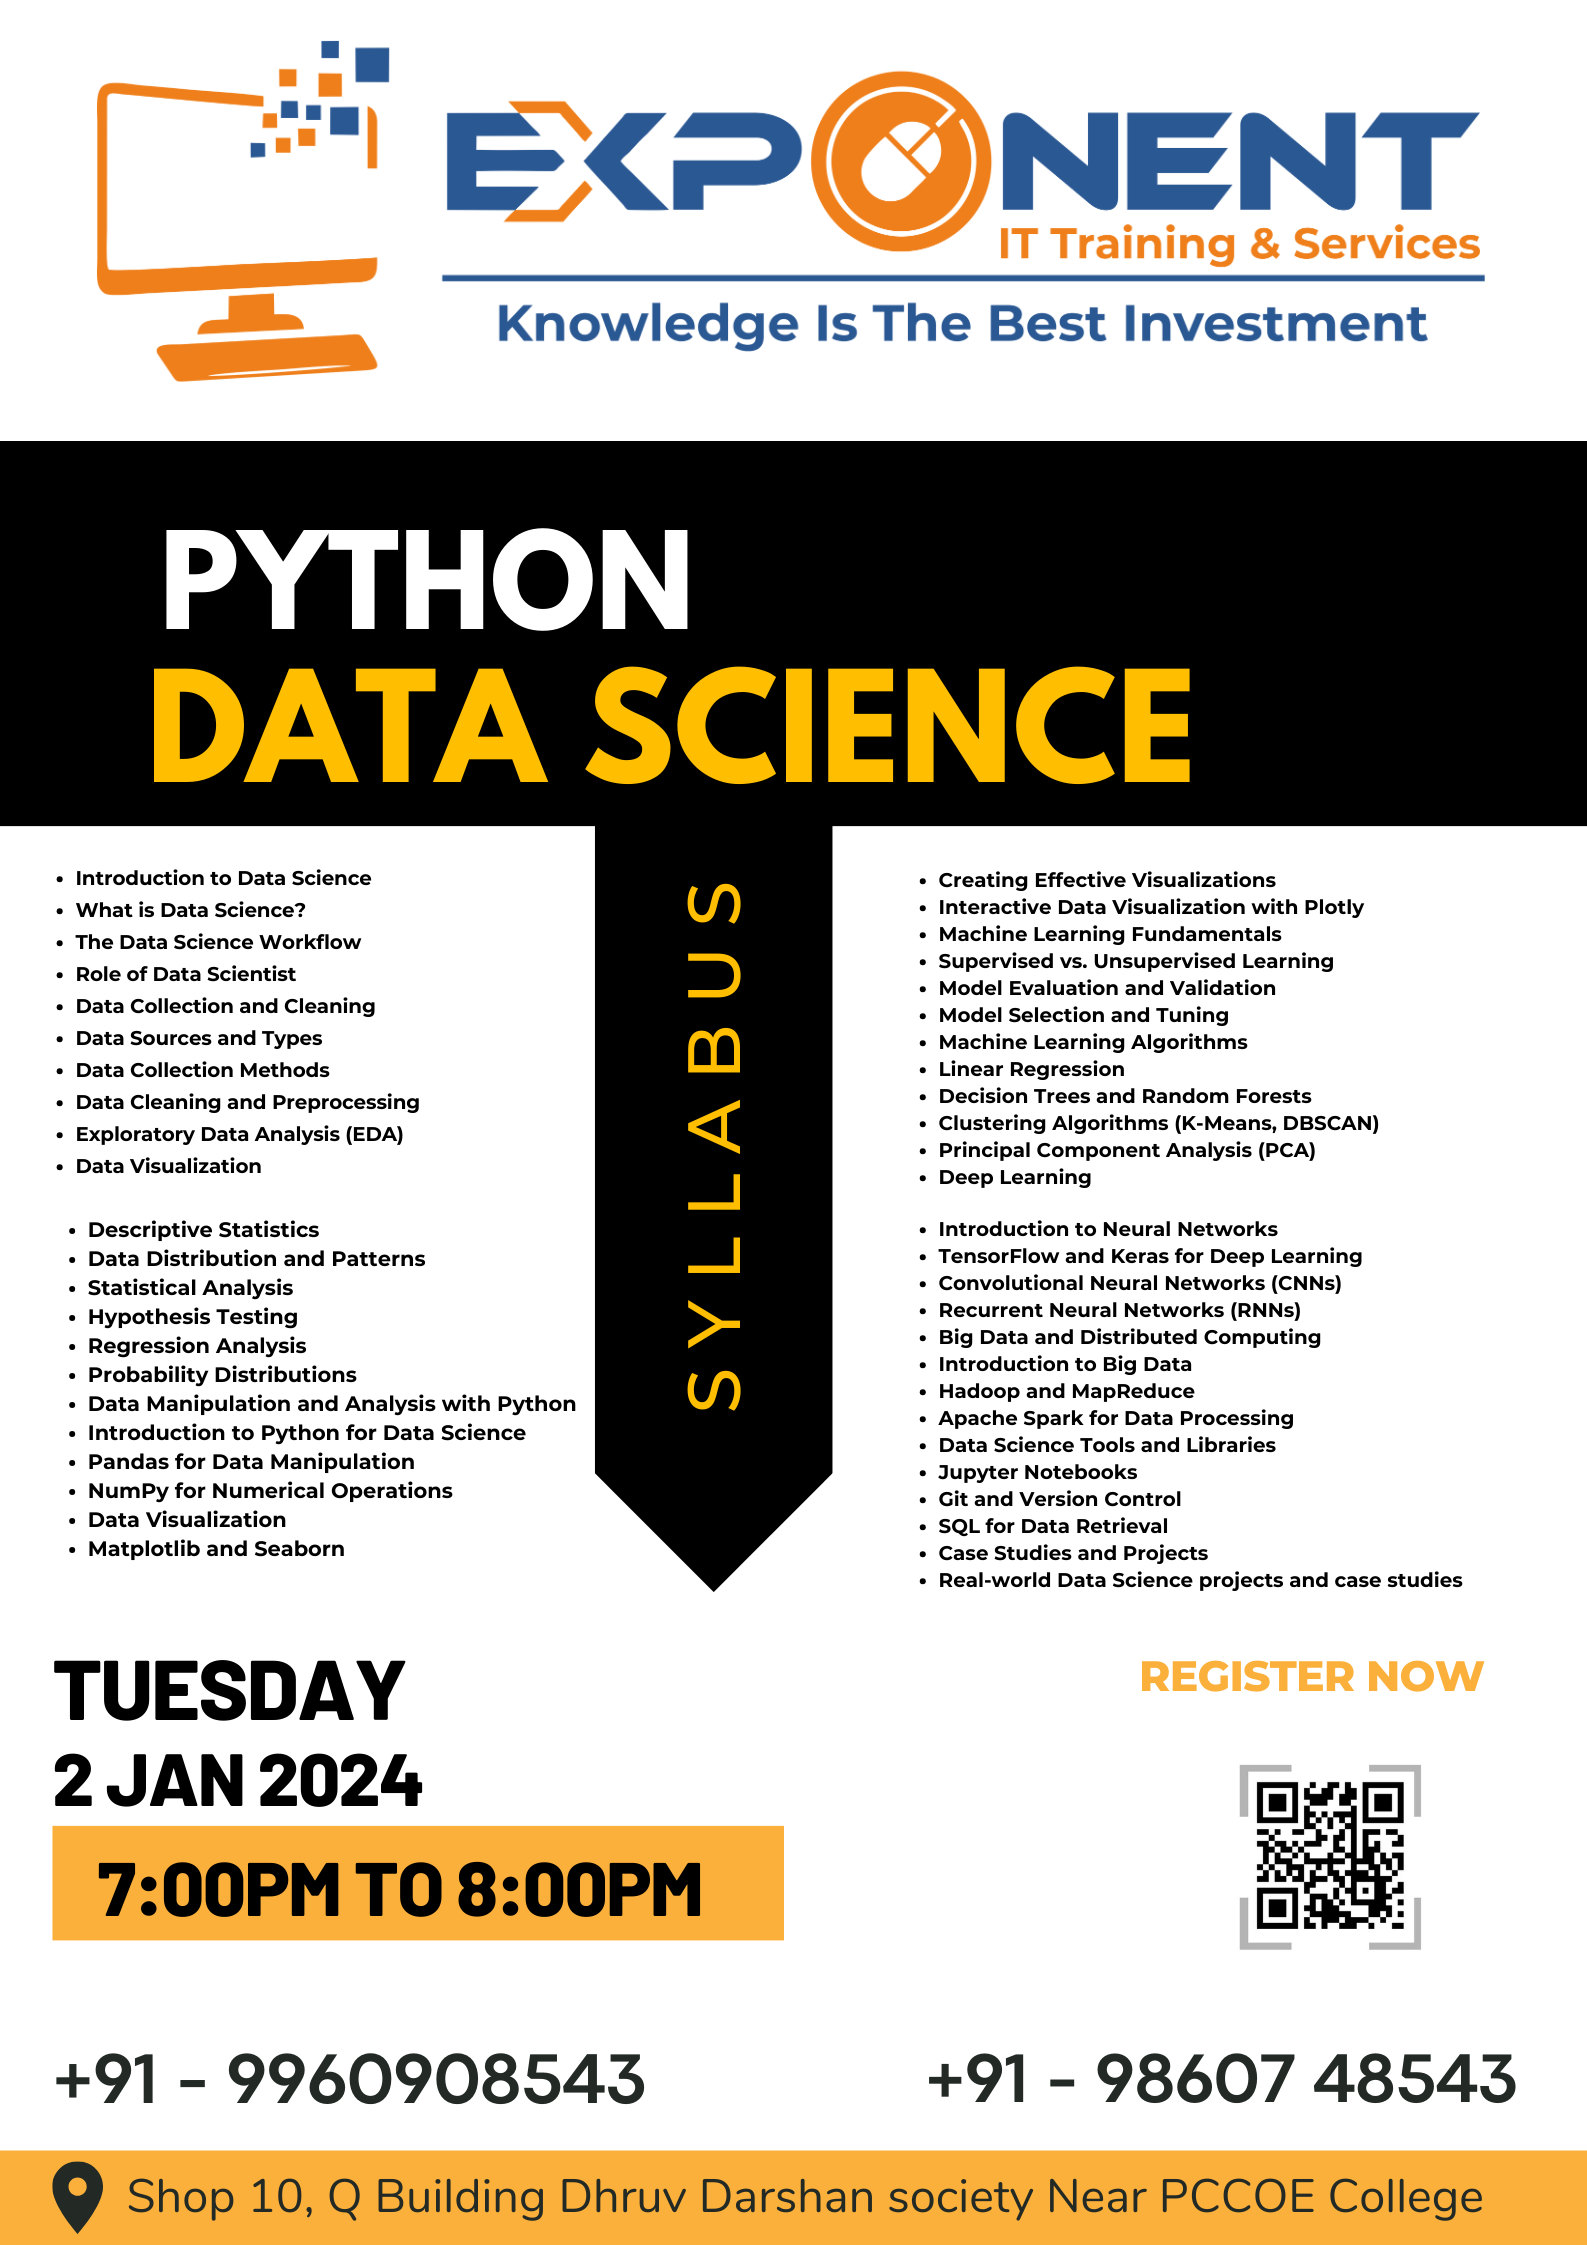 EXPONENT
IT Training & Services
Knowledge Is The Best Investment
PYTHON
DATA SCIENCE
SYLLABUS
• Introduction to Data Science
• What is Data Science?
• The Data Science Workflow
• Role of Data Scientist
• Data Collection and Cleaning
• Data Sources and Types
• Data Collection Methods
• Data Cleaning and Preprocessing
• Exploratory Data Analysis (EDA)
• Data Visualization
• Descriptive Statistics
• Data Distribution and Patterns
• Statistical Analysis
• Hypothesis Testing
• Regression Analysis
• Probability Distributions
• Data Manipulation and Analysis with Python
• Introduction to Python for Data Science
• Pandas for Data Manipulation
• NumPy for Numerical Operations
• Data Visualization
• Matplotlib and Seaborn
• Creating Effective Visualizations
• Interactive Data Visualization with Plotly
• Machine Learning Fundamentals
• Supervised vs. Unsupervised Learning
• Model Evaluation and Validation
• Model Selection and Tuning
• Machine Learning Algorithms
• Linear Regression
• Decision Trees and Random Forests
• Clustering Algorithms (K-Means, DBSCAN)
• Principal Component Analysis (PCA)
• Deep Learning
• Introduction to Neural Networks
• TensorFlow and Keras for Deep Learning
• Convolutional Neural Networks (CNNs)
• Recurrent Neural Networks (RNNs)
• Big Data and Distributed Computing
• Introduction to Big Data
• Hadoop and MapReduce
• Apache Spark for Data Processing
• Data Science Tools and Libraries
• Jupyter Notebooks
• Git and Version Control
• SQL for Data Retrieval
• Case Studies and Projects
• Real-world Data Science projects and case studies
TUESDAY
2 JAN 2024
7:00PM TO 8:00PM
REGISTER NOW
+91 - 9960908543
+91 - 98607 48543
Shop 10, Q Building Dhruv Darshan society Near PCCOE College